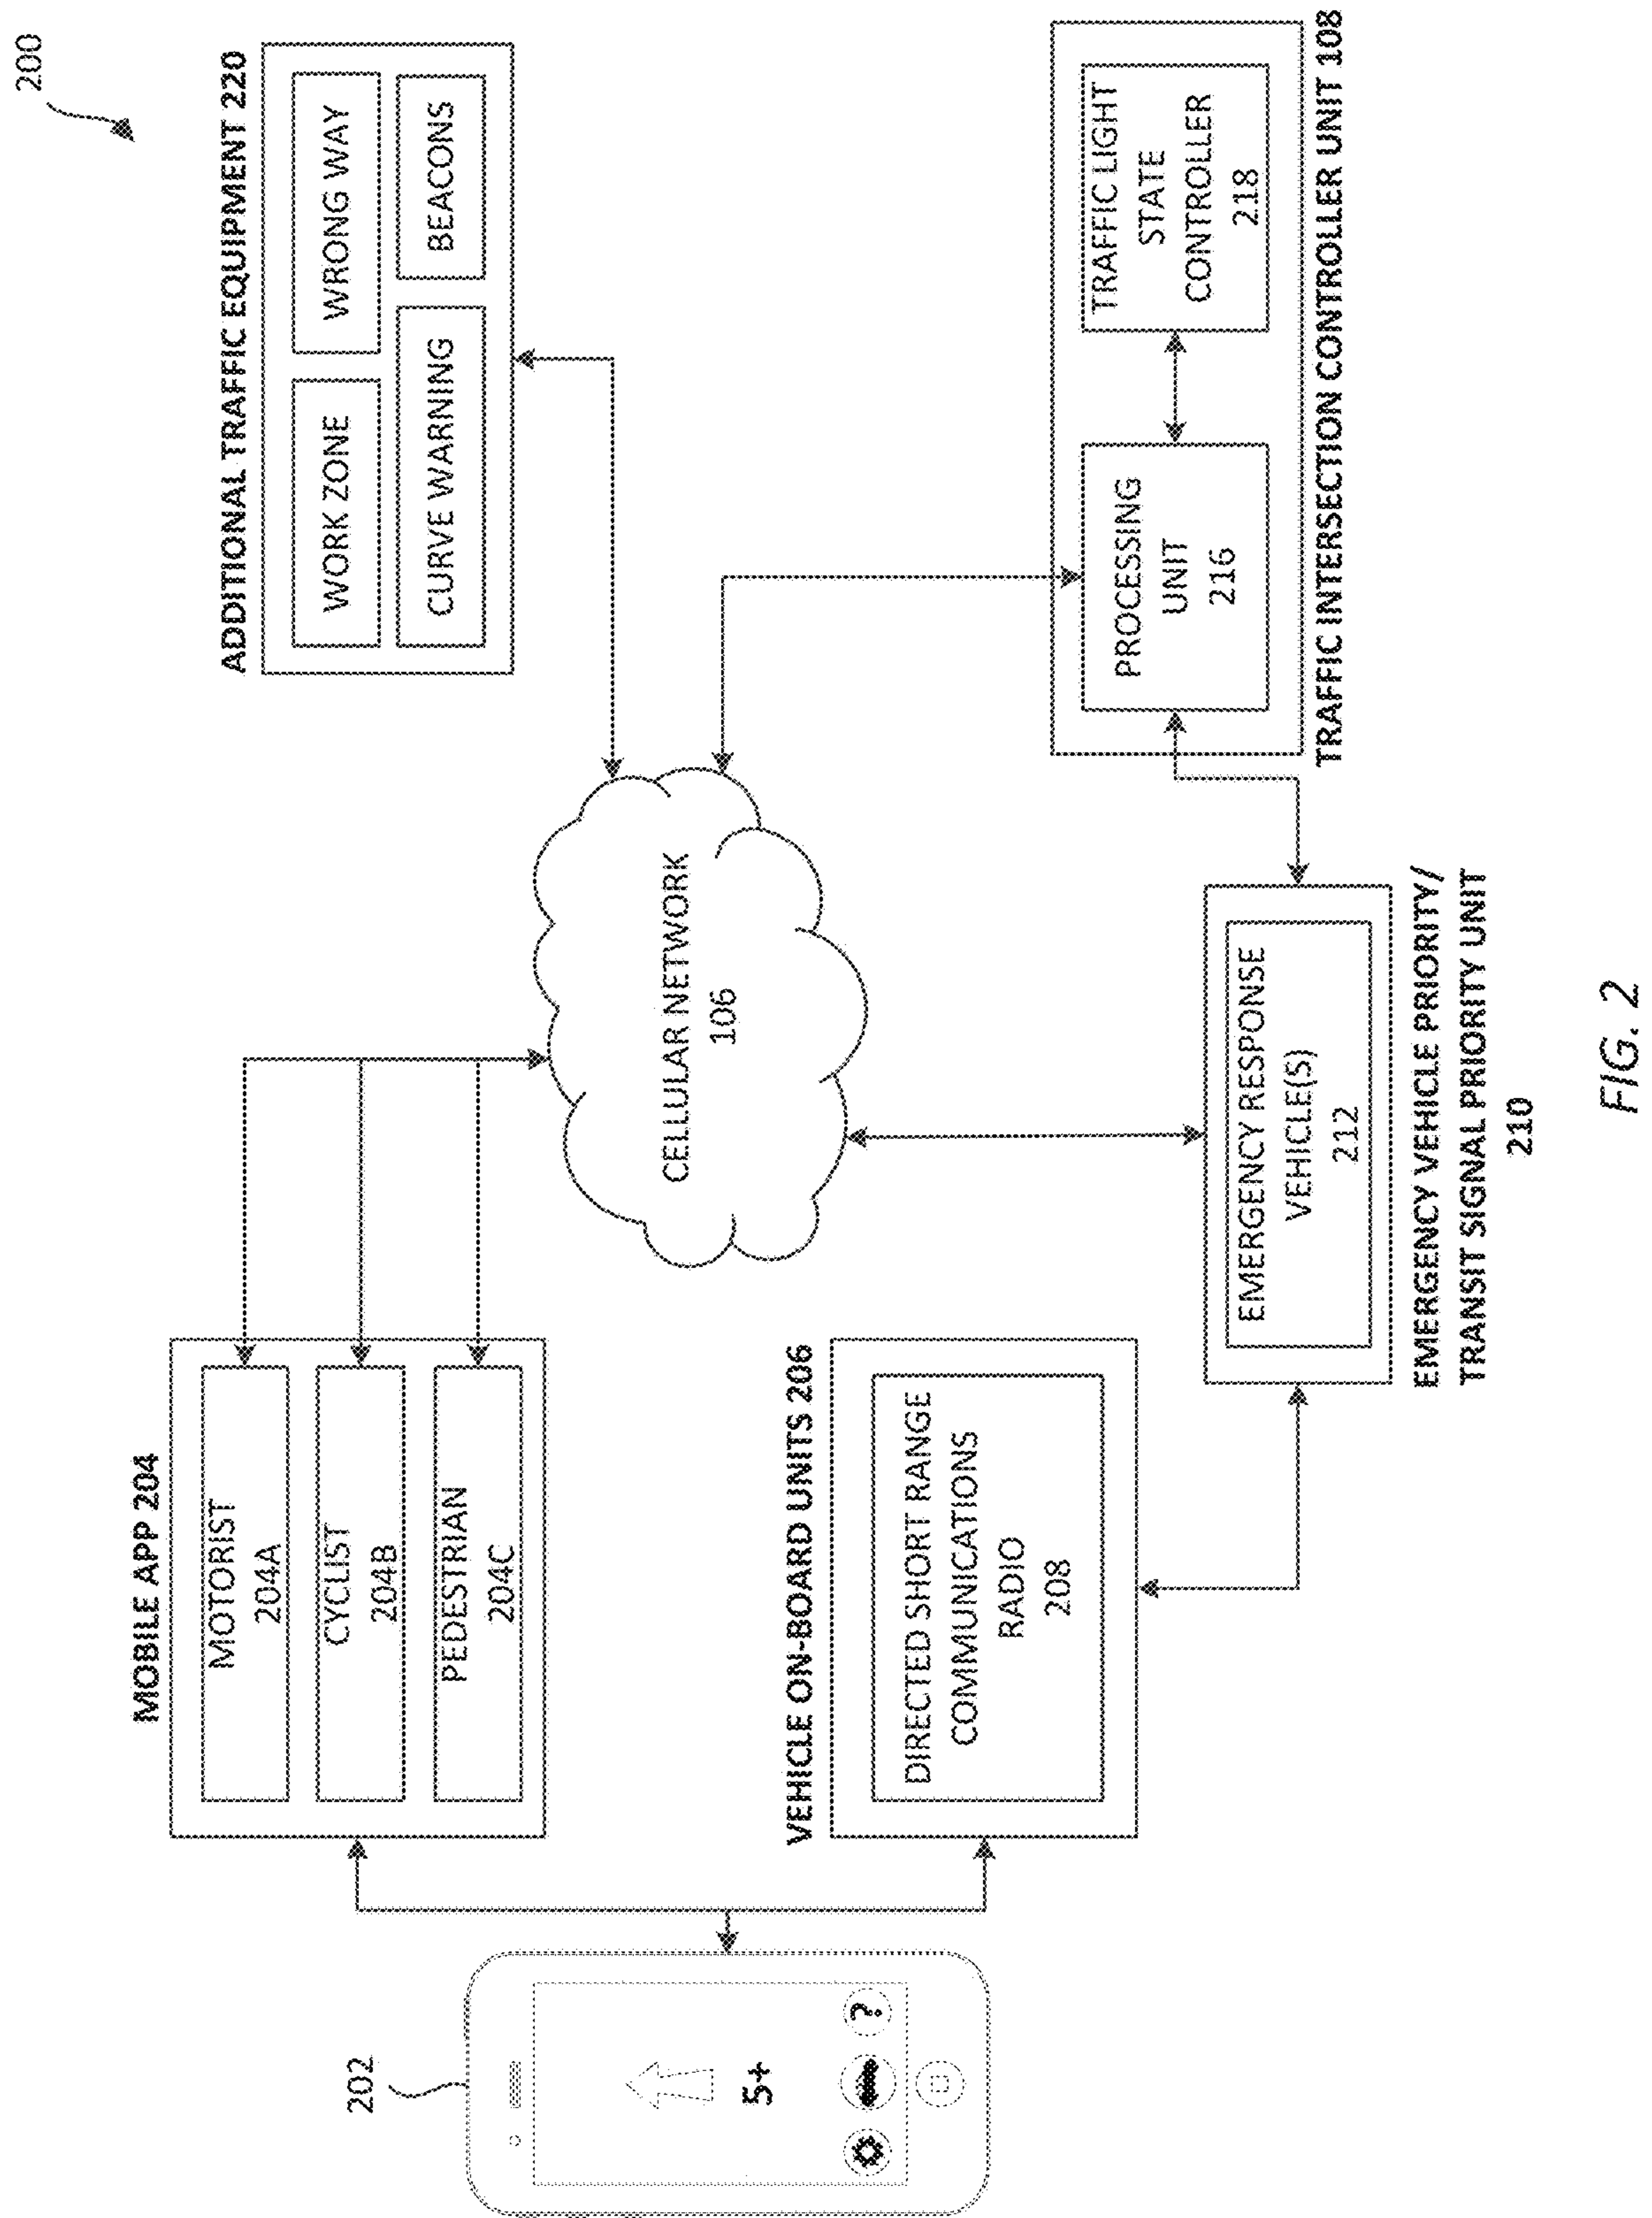 200
202
5+
?
MOBILE APP 204
MOTORIST
204A
CYCLIST
204B
PEDESTRIAN
204C
VEHICLE ON-BOARD UNITS 206
DIRECTED SHORT RANGE
COMMUNICATIONS
RADIO
208
CELLULAR NETWORK
106
ADDITIONAL TRAFFIC EQUIPMENT 220
WORK ZONE
WRONG WAY
CURVE WARNING
BEACONS
EMERGENCY RESPONSE
VEHICLE(S)
212
EMERGENCY VEHICLE PRIORITY/
TRANSIT SIGNAL PRIORITY UNIT
210
PROCESSING
UNIT
216
TRAFFIC LIGHT
STATE
CONTROLLER
218
TRAFFIC INTERSECTION CONTROLLER UNIT 108
FIG. 2